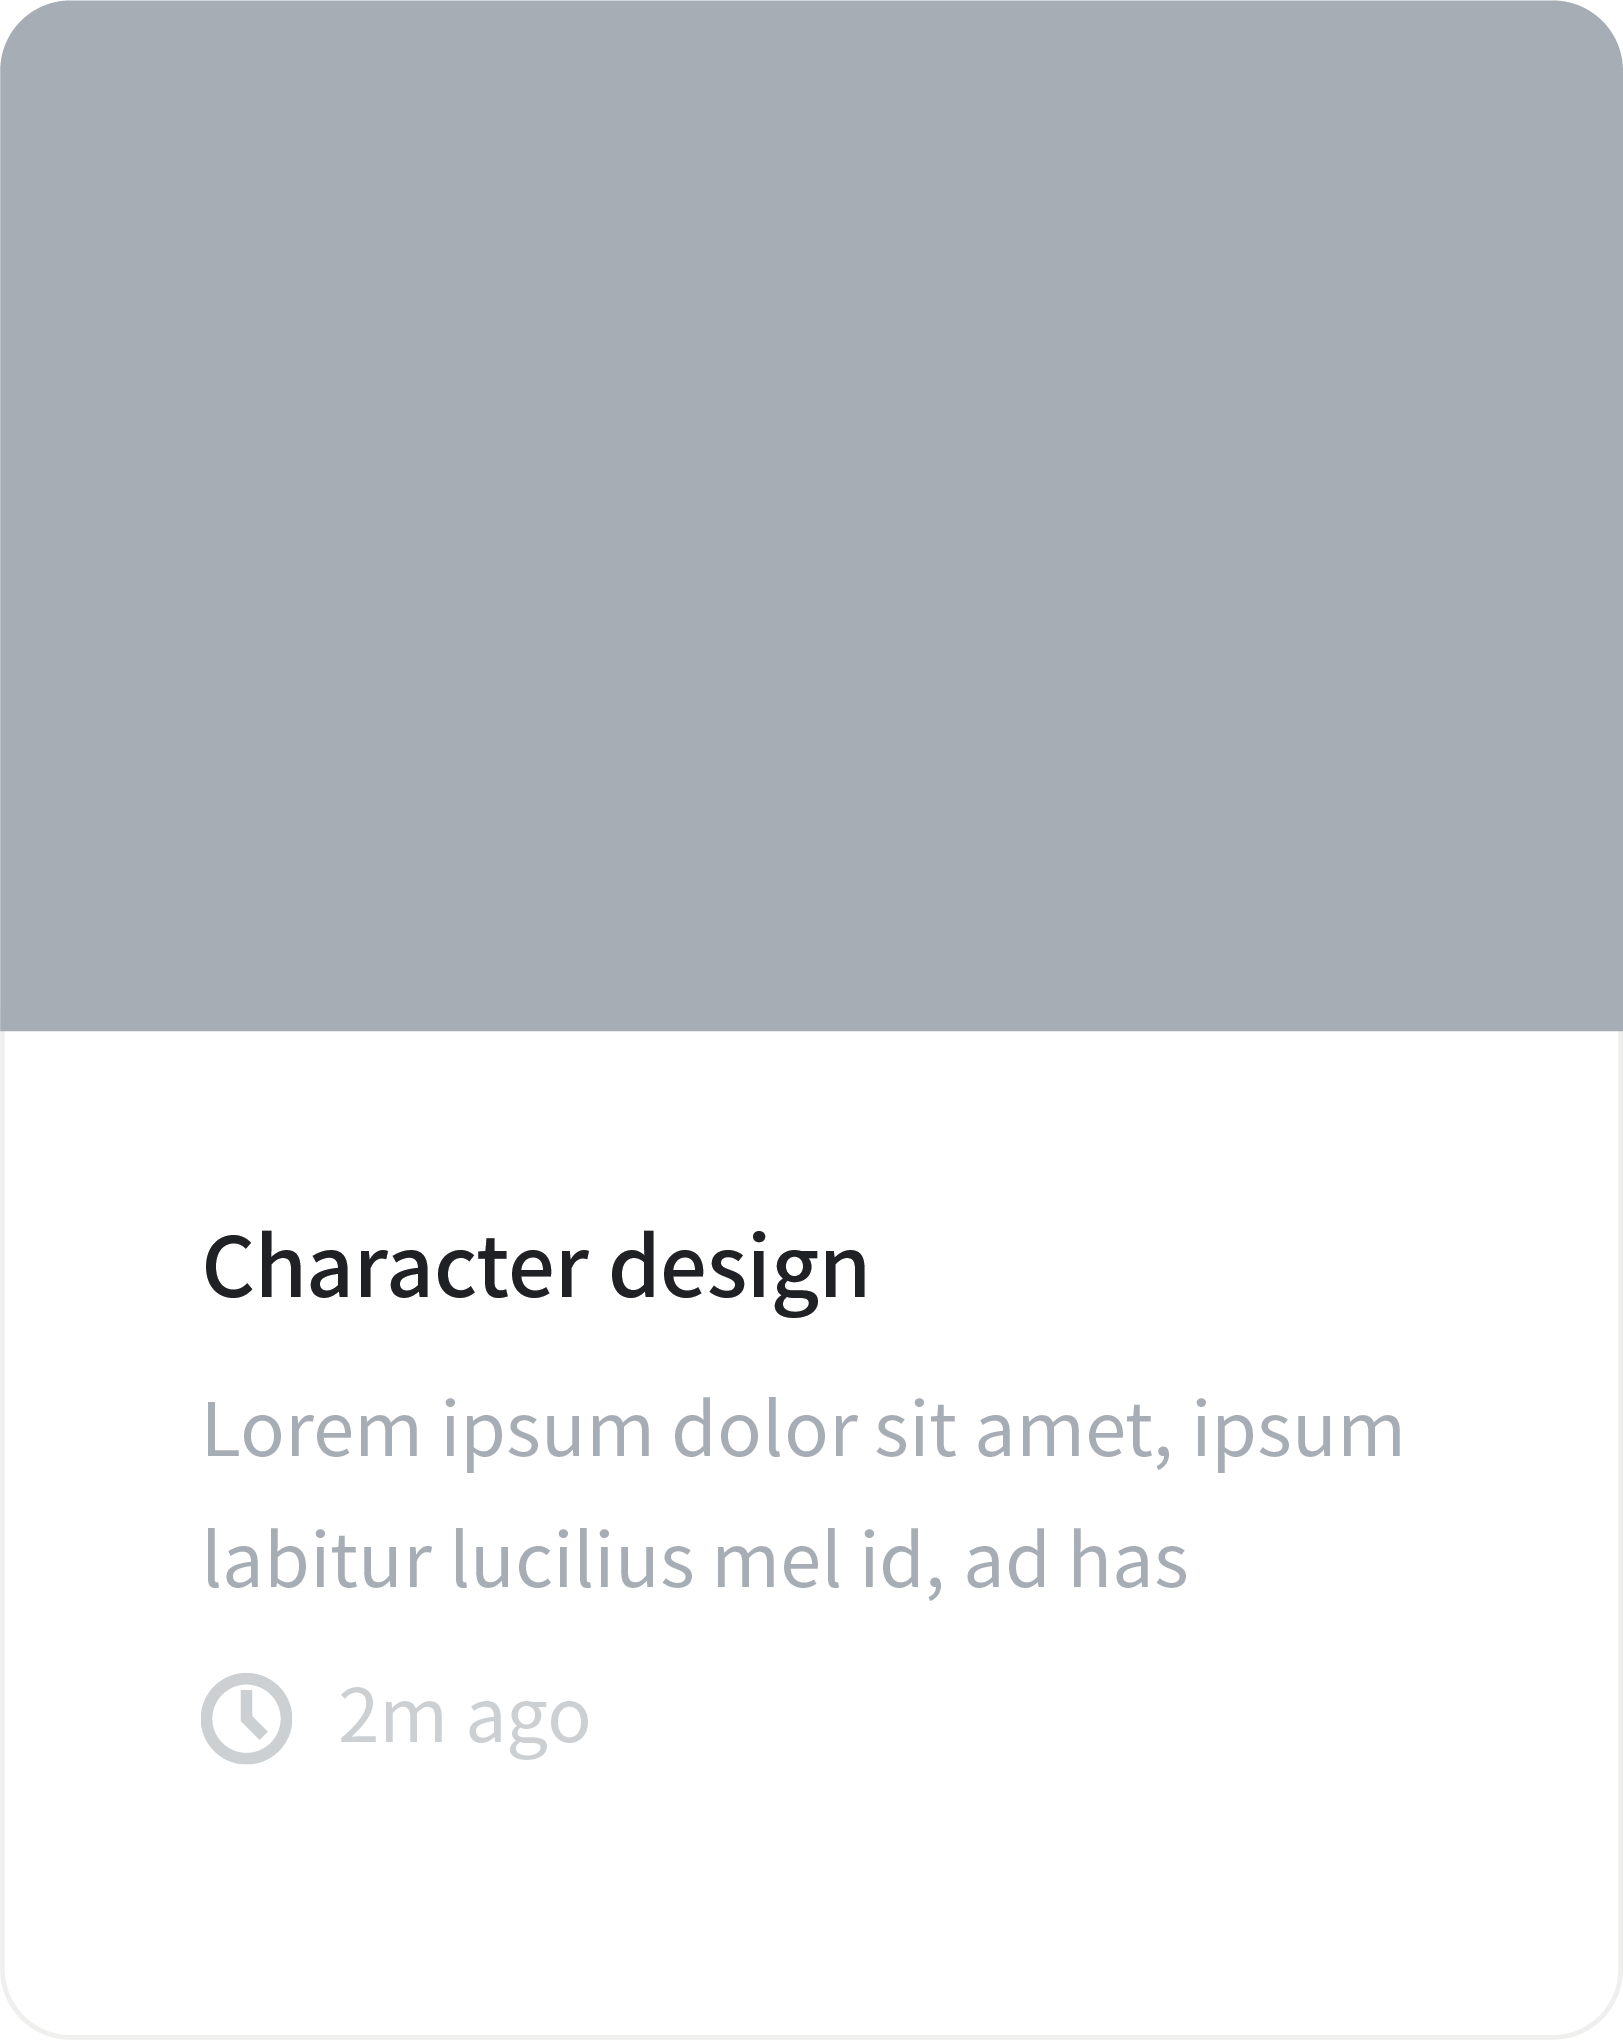 Character design
Lorem ipsum dolor sit amet, ipsum
labitur lucilius mel id, ad has
2m ago